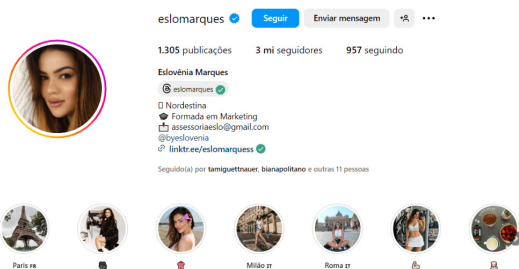 eslomarques Seguir Enviar mensagem
1.305 publicações 3 mi seguidores 957 seguindo
Eslovênia Marques
eslomarques
Nordestina
Formada em Marketing
assessoriaeslo@gmail.com
@byeslovenia
linktr.ee/eslomarquess
Seguido(a) por tamiguettnauer, bianapolitano e outras 11 pessoas
Paris FR Milão IT Roma IT